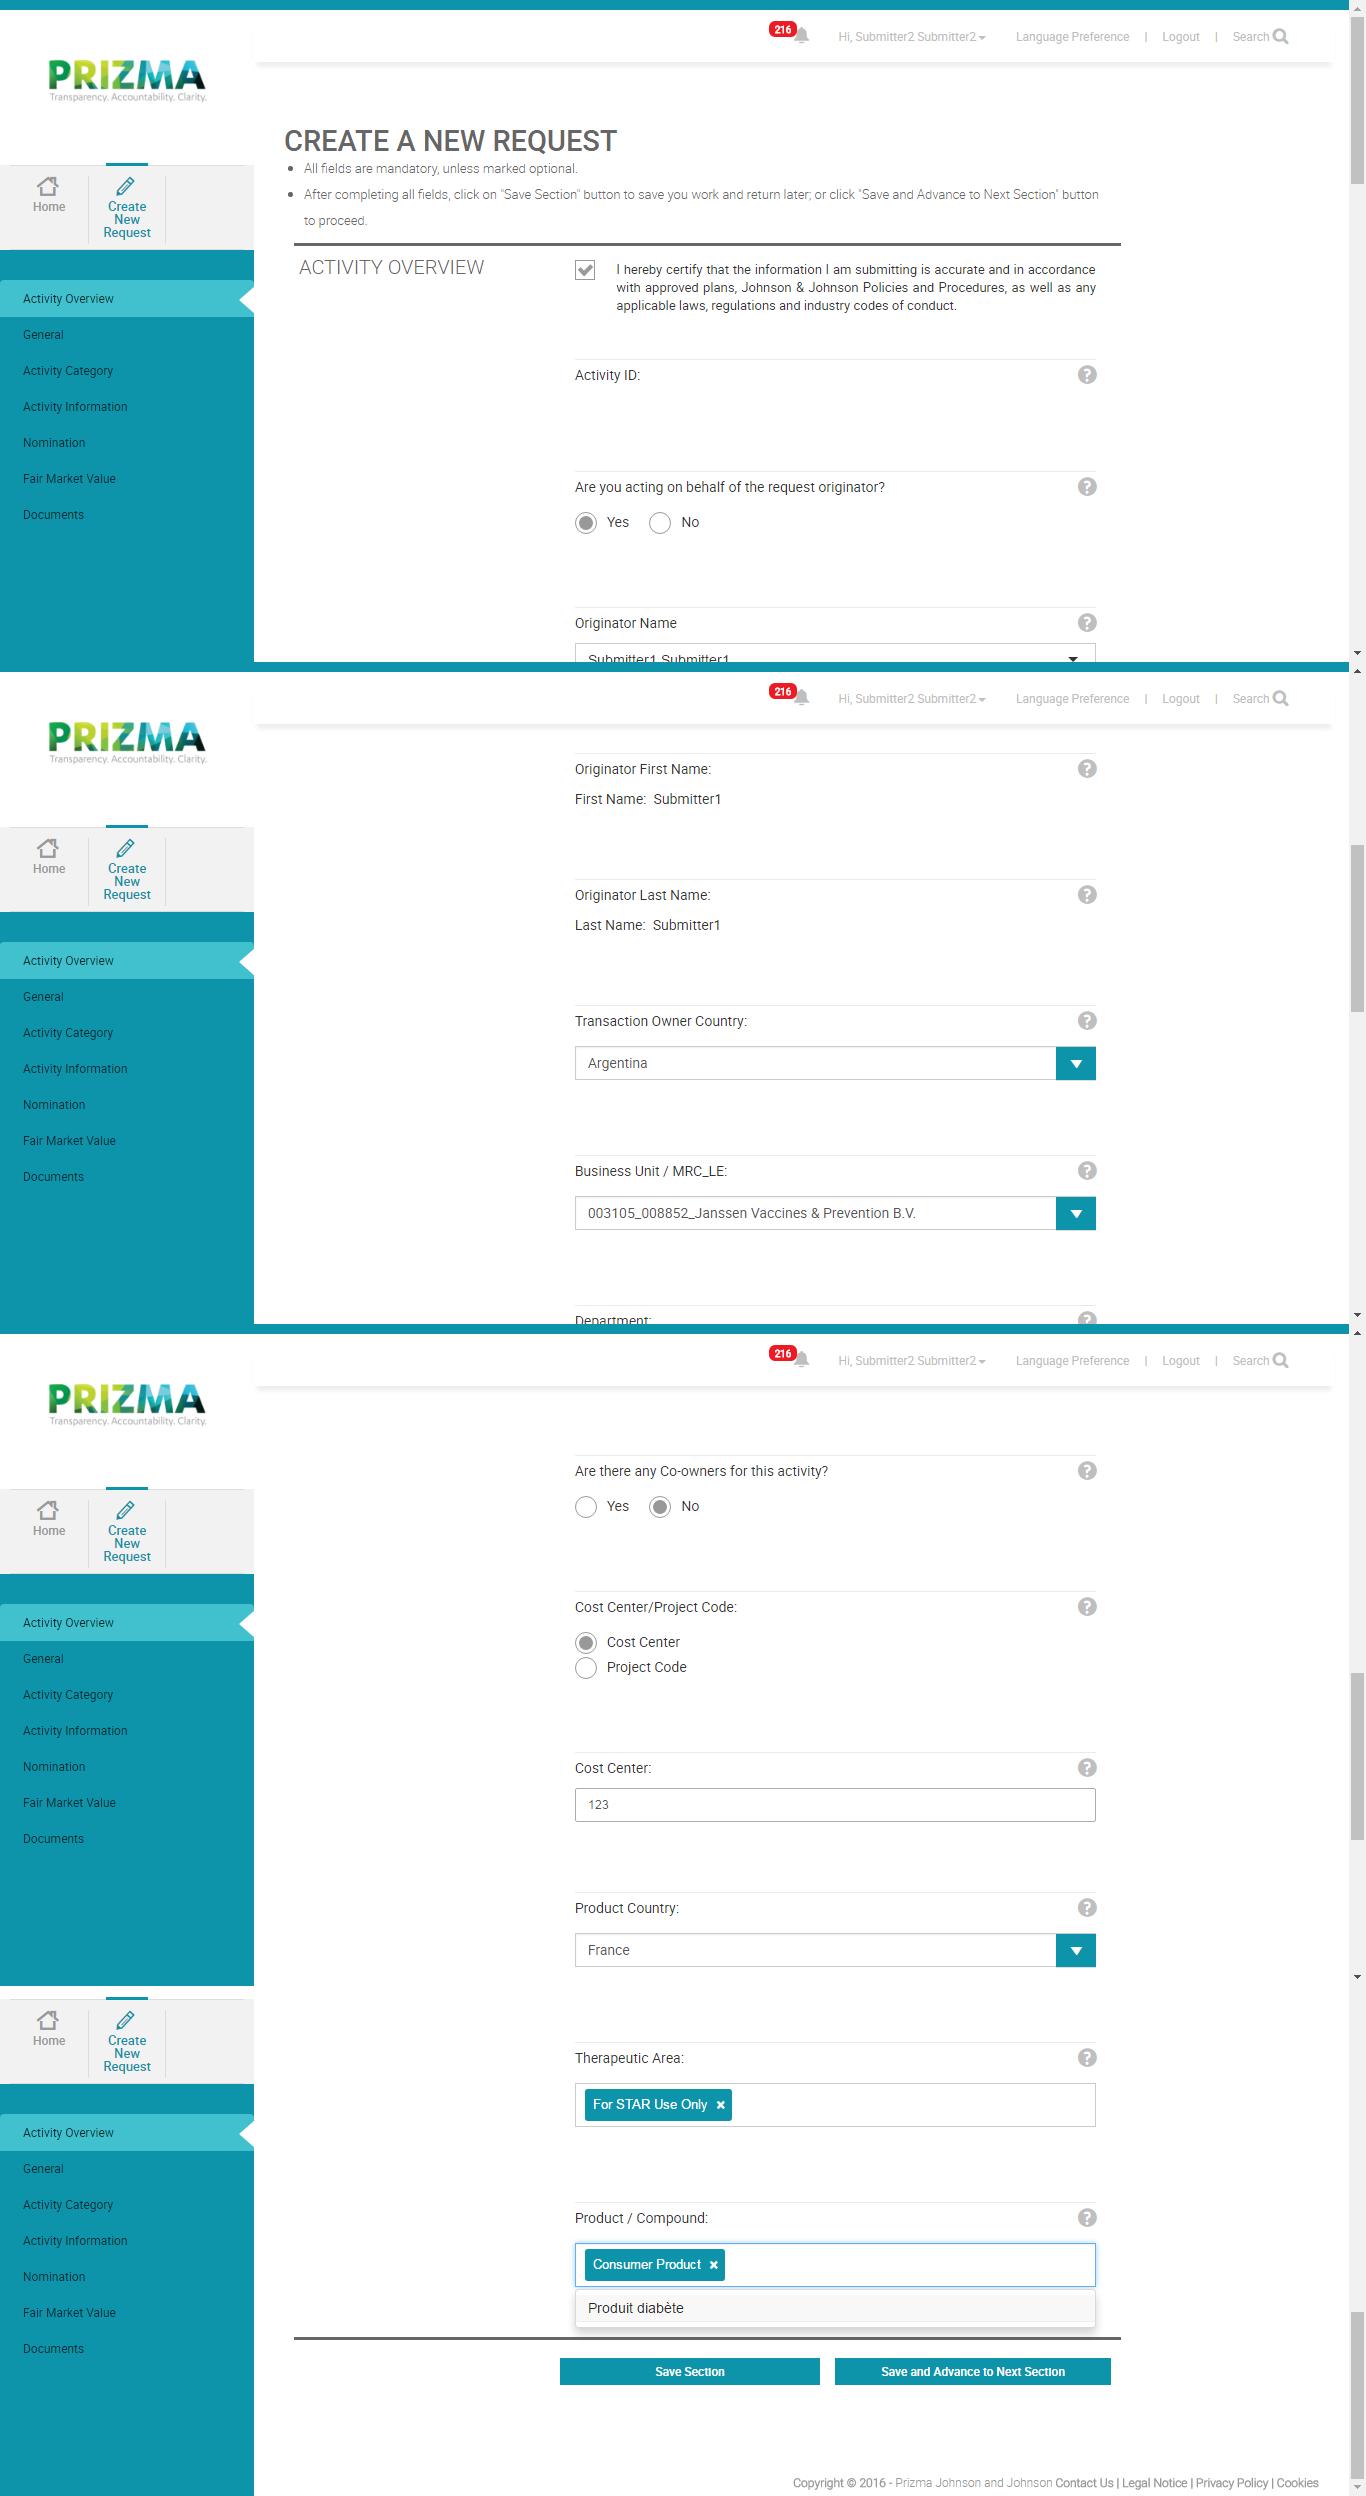 216
Hi, Submitter2 Submitter2
Language Preference | Logout | Search
PRIZMA
Transparency. Accountability. Clarity.
Home
Create
New
Request
CREATE A NEW REQUEST
All fields are mandatory, unless marked optional.
After completing all fields, click on "Save Section" button to save you work and return later; or click "Save and Advance to Next Section" button
to proceed.
Activity Overview
General
Activity Category
Activity Information
Nomination
Fair Market Value
Documents
ACTIVITY OVERVIEW
I hereby certify that the information I am submitting is accurate and in accordance
with approved plans, Johnson & Johnson Policies and Procedures, as well as any
applicable laws, regulations and industry codes of conduct.
Activity ID:
?
Are you acting on behalf of the request originator?
?
Yes No
Originator Name
?
Submitter1 Submitter1
216
Hi, Submitter2 Submitter2
Language Preference | Logout | Search
PRIZMA
Transparency. Accountability. Clarity.
Home
Create
New
Request
Activity Overview
General
Activity Category
Activity Information
Nomination
Fair Market Value
Documents
Originator First Name:
?
First Name: Submitter1
Originator Last Name:
?
Last Name: Submitter1
Transaction Owner Country:
?
Argentina
Business Unit / MRC_LE:
?
003105_008852_Janssen Vaccines & Prevention B.V.
Department:
?
216
Hi, Submitter2 Submitter2
Language Preference | Logout | Search
PRIZMA
Transparency. Accountability. Clarity.
Home
Create
New
Request
Activity Overview
General
Activity Category
Activity Information
Nomination
Fair Market Value
Documents
Are there any Co-owners for this activity?
?
Yes No
Cost Center/Project Code:
?
Cost Center
Project Code
Cost Center:
?
123
Product Country:
?
France
Home
Create
New
Request
Activity Overview
General
Activity Category
Activity Information
Nomination
Fair Market Value
Documents
Therapeutic Area:
?
For STAR Use Only ×
Product / Compound:
?
Consumer Product ×
Produit diabète
Save Section
Save and Advance to Next Section
Copyright © 2016 - Prizma Johnson and Johnson Contact Us | Legal Notice | Privacy Policy | Cookies